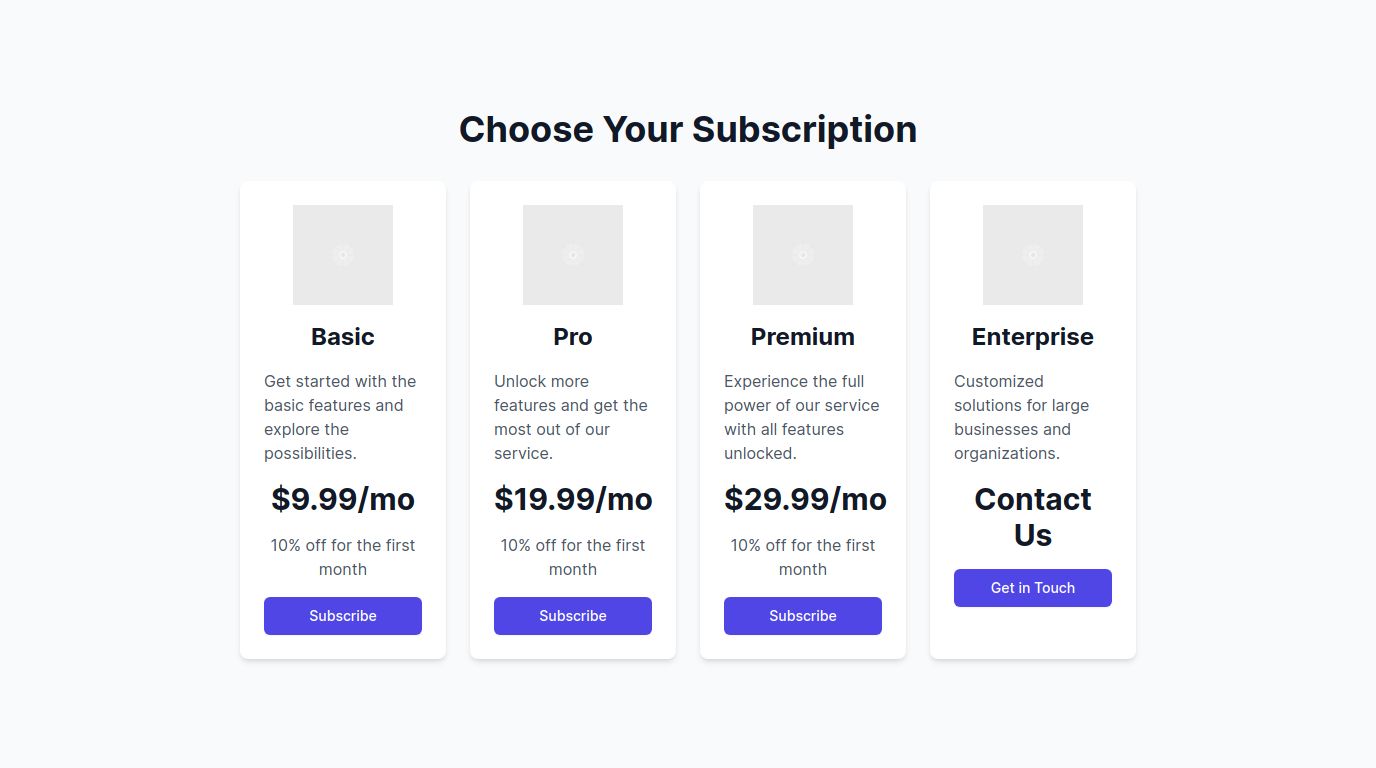 Choose Your Subscription
Basic
Get started with the
basic features and
explore the
possibilities.
$9.99/mo
10% off for the first
month
Subscribe
Pro
Unlock more
features and get the
most out of our
service.
$19.99/mo
10% off for the first
month
Subscribe
Premium
Experience the full
power of our service
with all features
unlocked.
$29.99/mo
10% off for the first
month
Subscribe
Enterprise
Customized
solutions for large
businesses and
organizations.
Contact
Us
Get in Touch